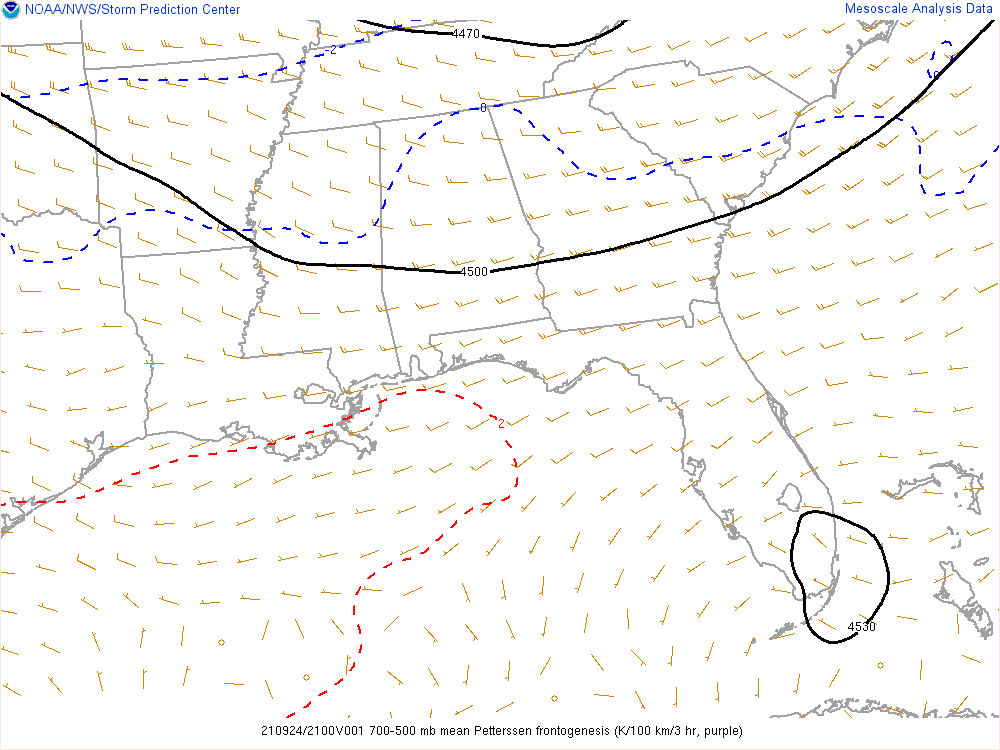 NOAA/NWS/Storm Prediction Center
Mesoscale Analysis Data
4470
-2
0
0
4500
2
4530
210924/2100V001 700-500 mb mean Petterssen frontogenesis (K/100 km/3 hr, purple)